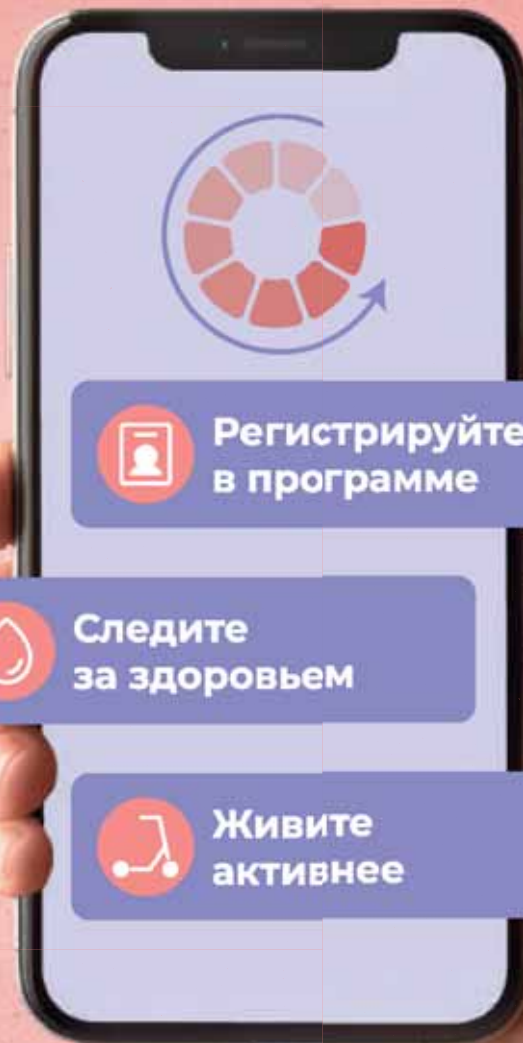 Регистрируйте
в программе
Следите
за здоровьем
Живите
активнее